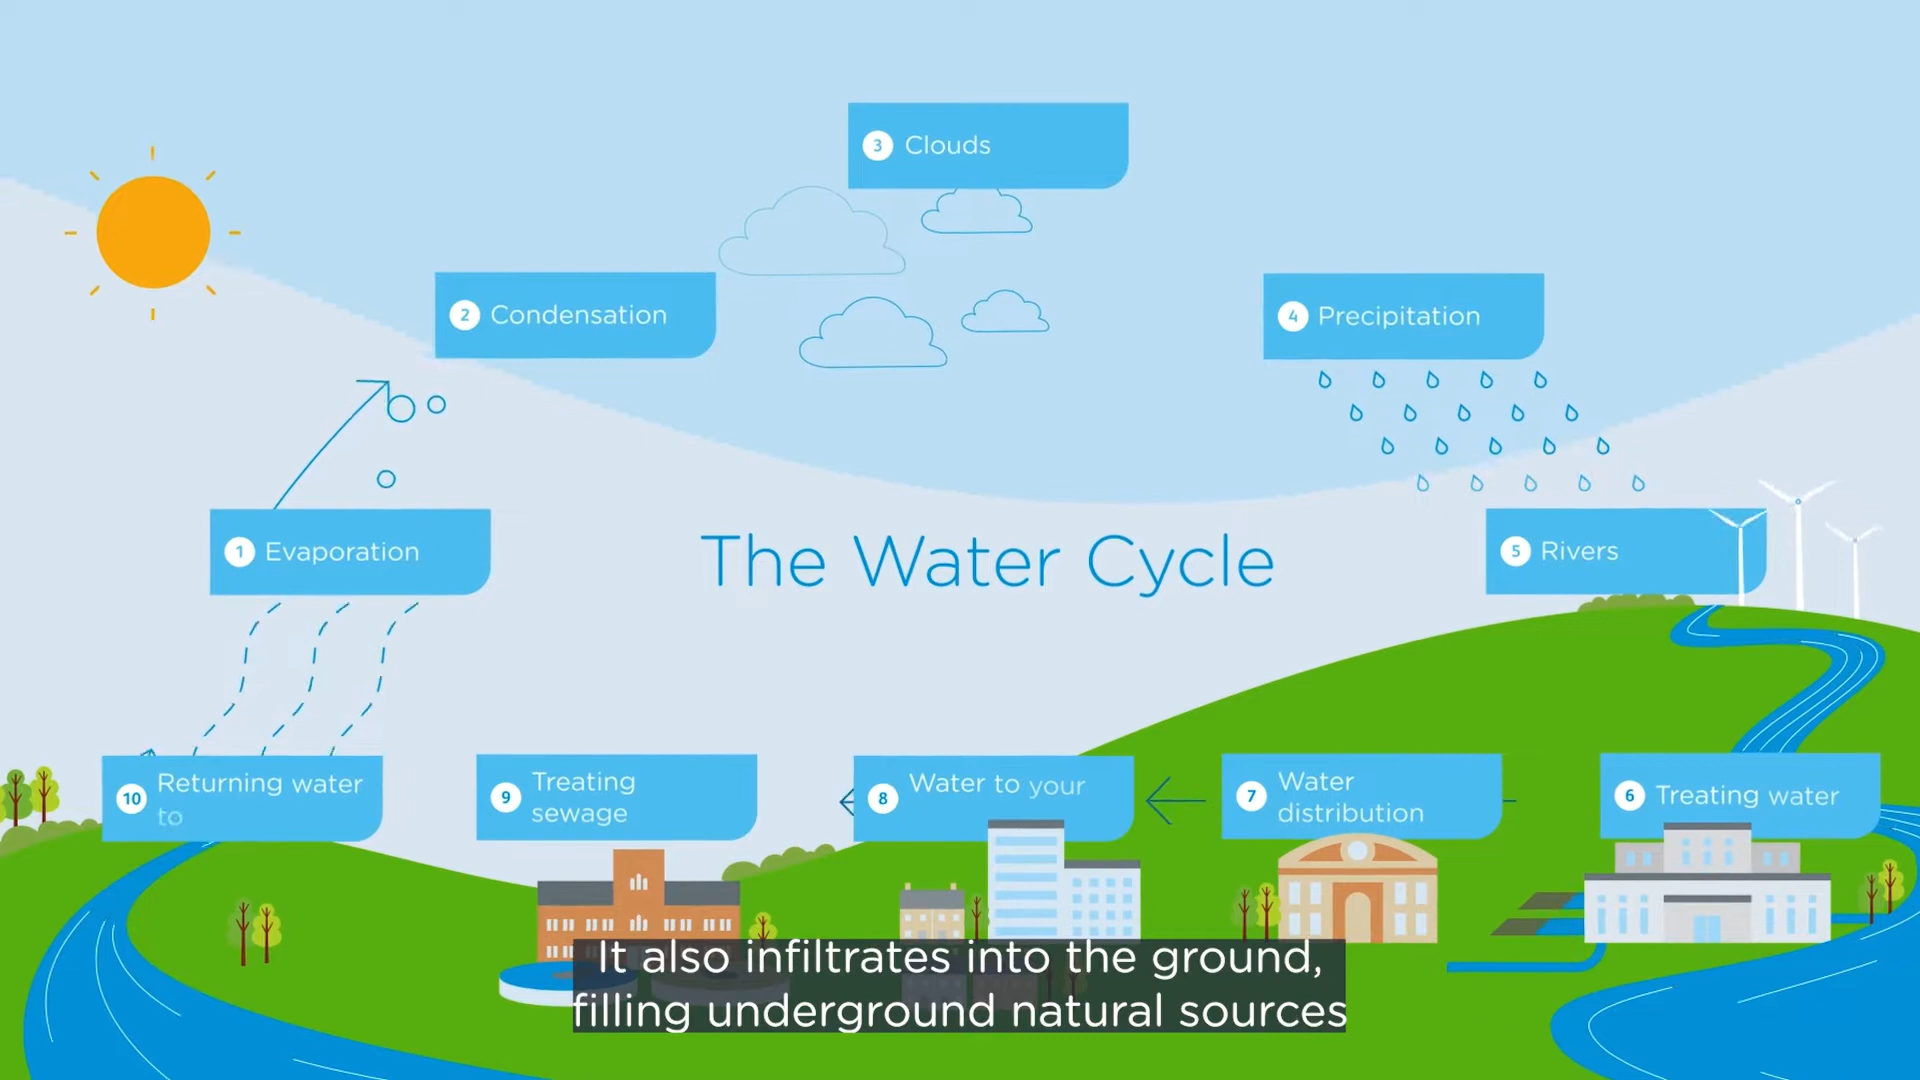 3 Clouds
2 Condensation
4 Precipitation
1 Evaporation
The Water Cycle
5 Rivers
10 Returning water
to
9 Treating
sewage
8 Water to your
7 Water
distribution
6 Treating water
It also infiltrates into the ground,
filling underground natural sources